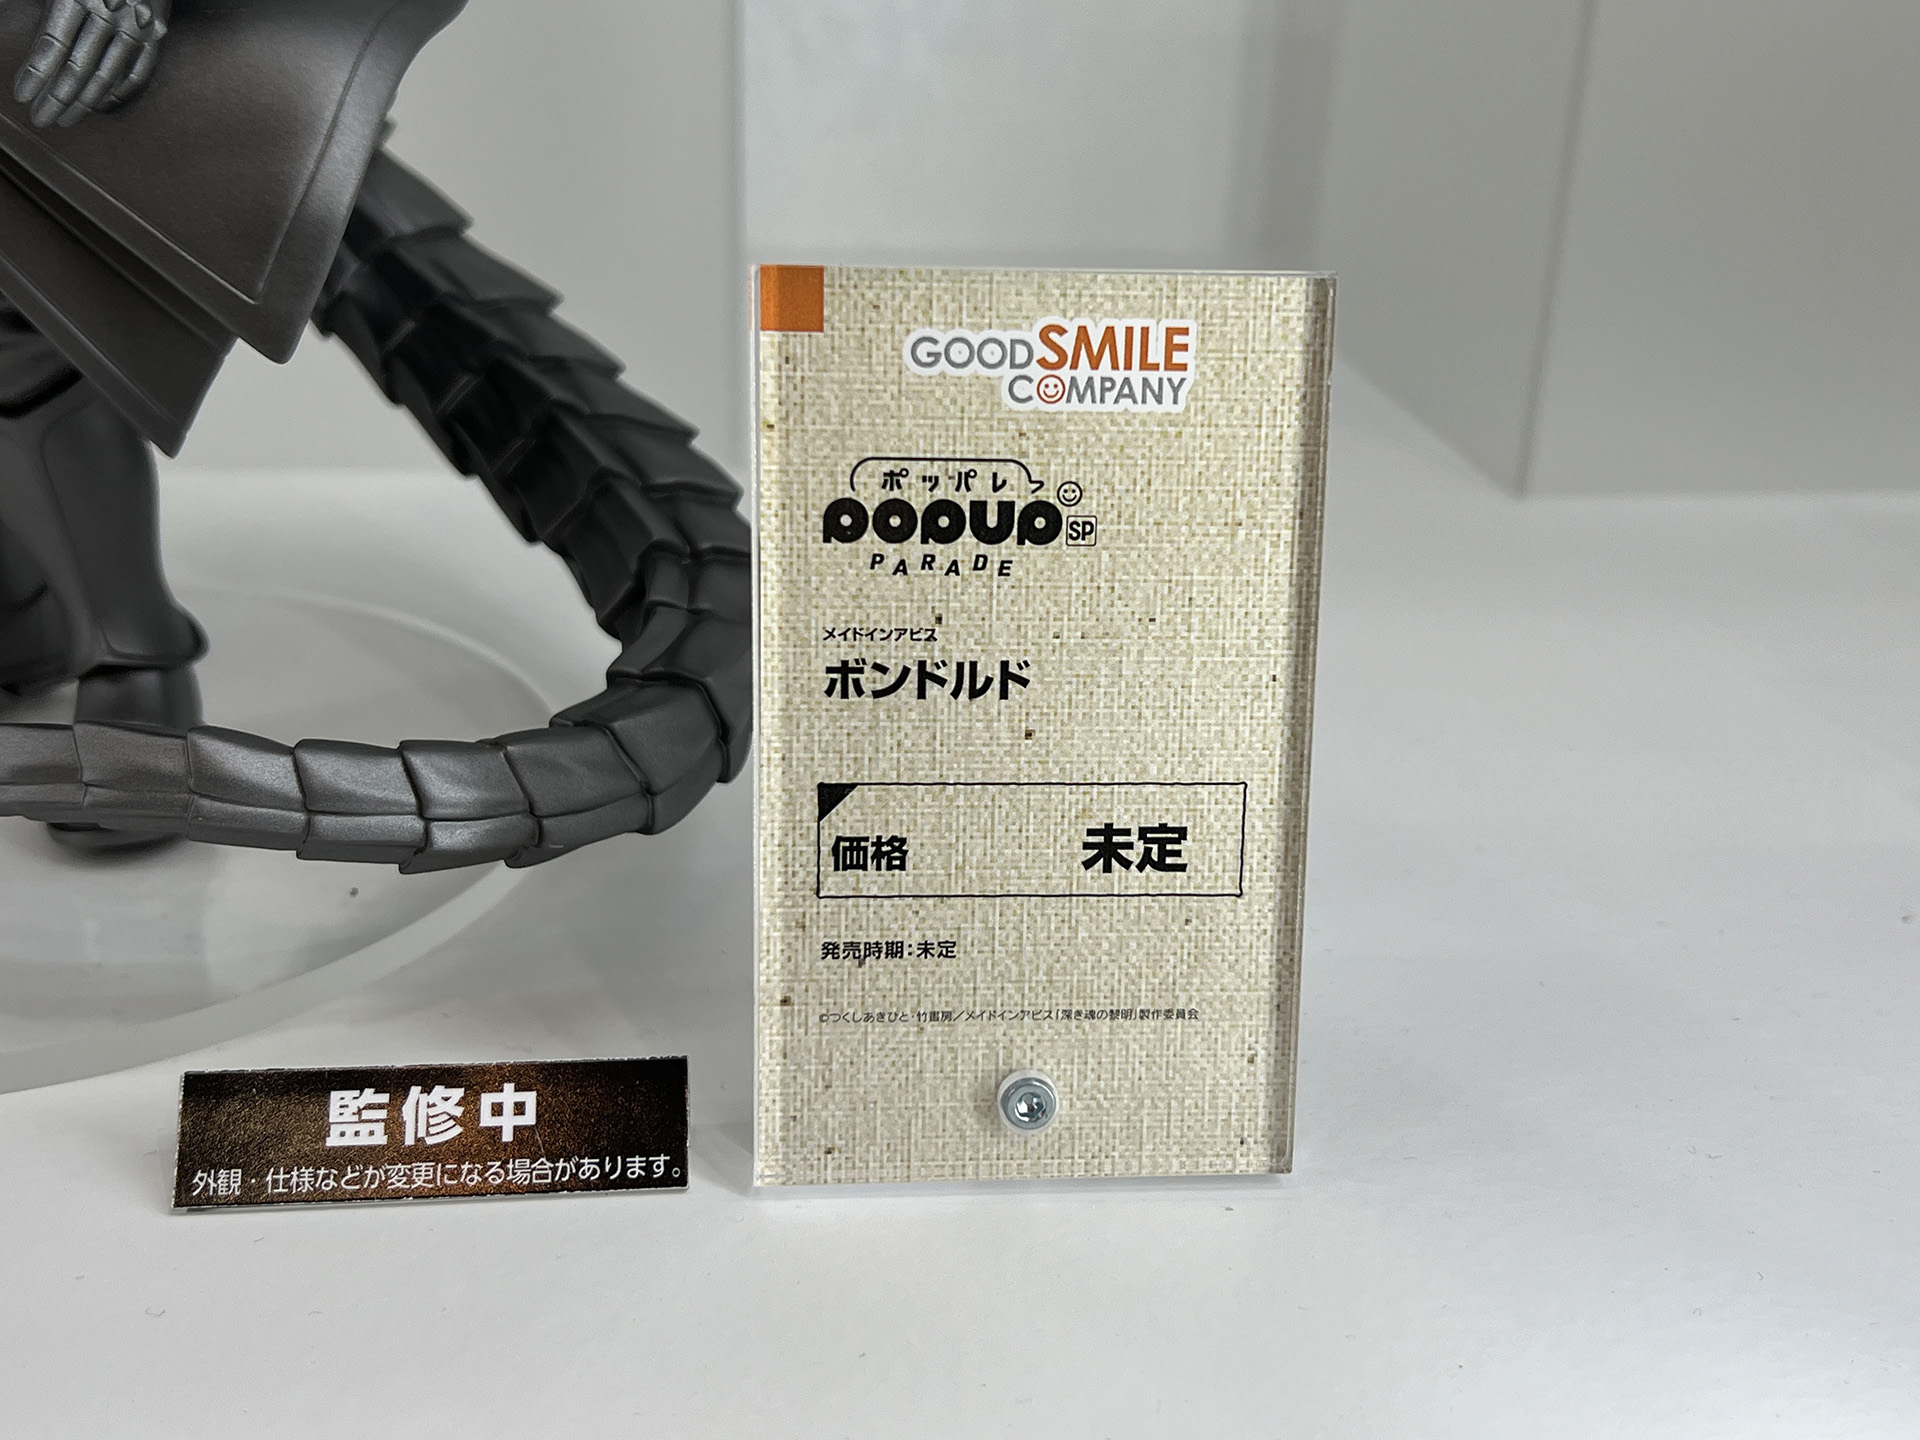 GOODSMILE
COMPANY
ポッパレ
POPUP SP
PARADE
メイドインアビス
ボンドルド
価格 未定
発売時期：未定
©つくしあきひと・竹書房／メイドインアビス「深き魂の黎明」製作委員会
監修中
外観・仕様などが変更になる場合があります。